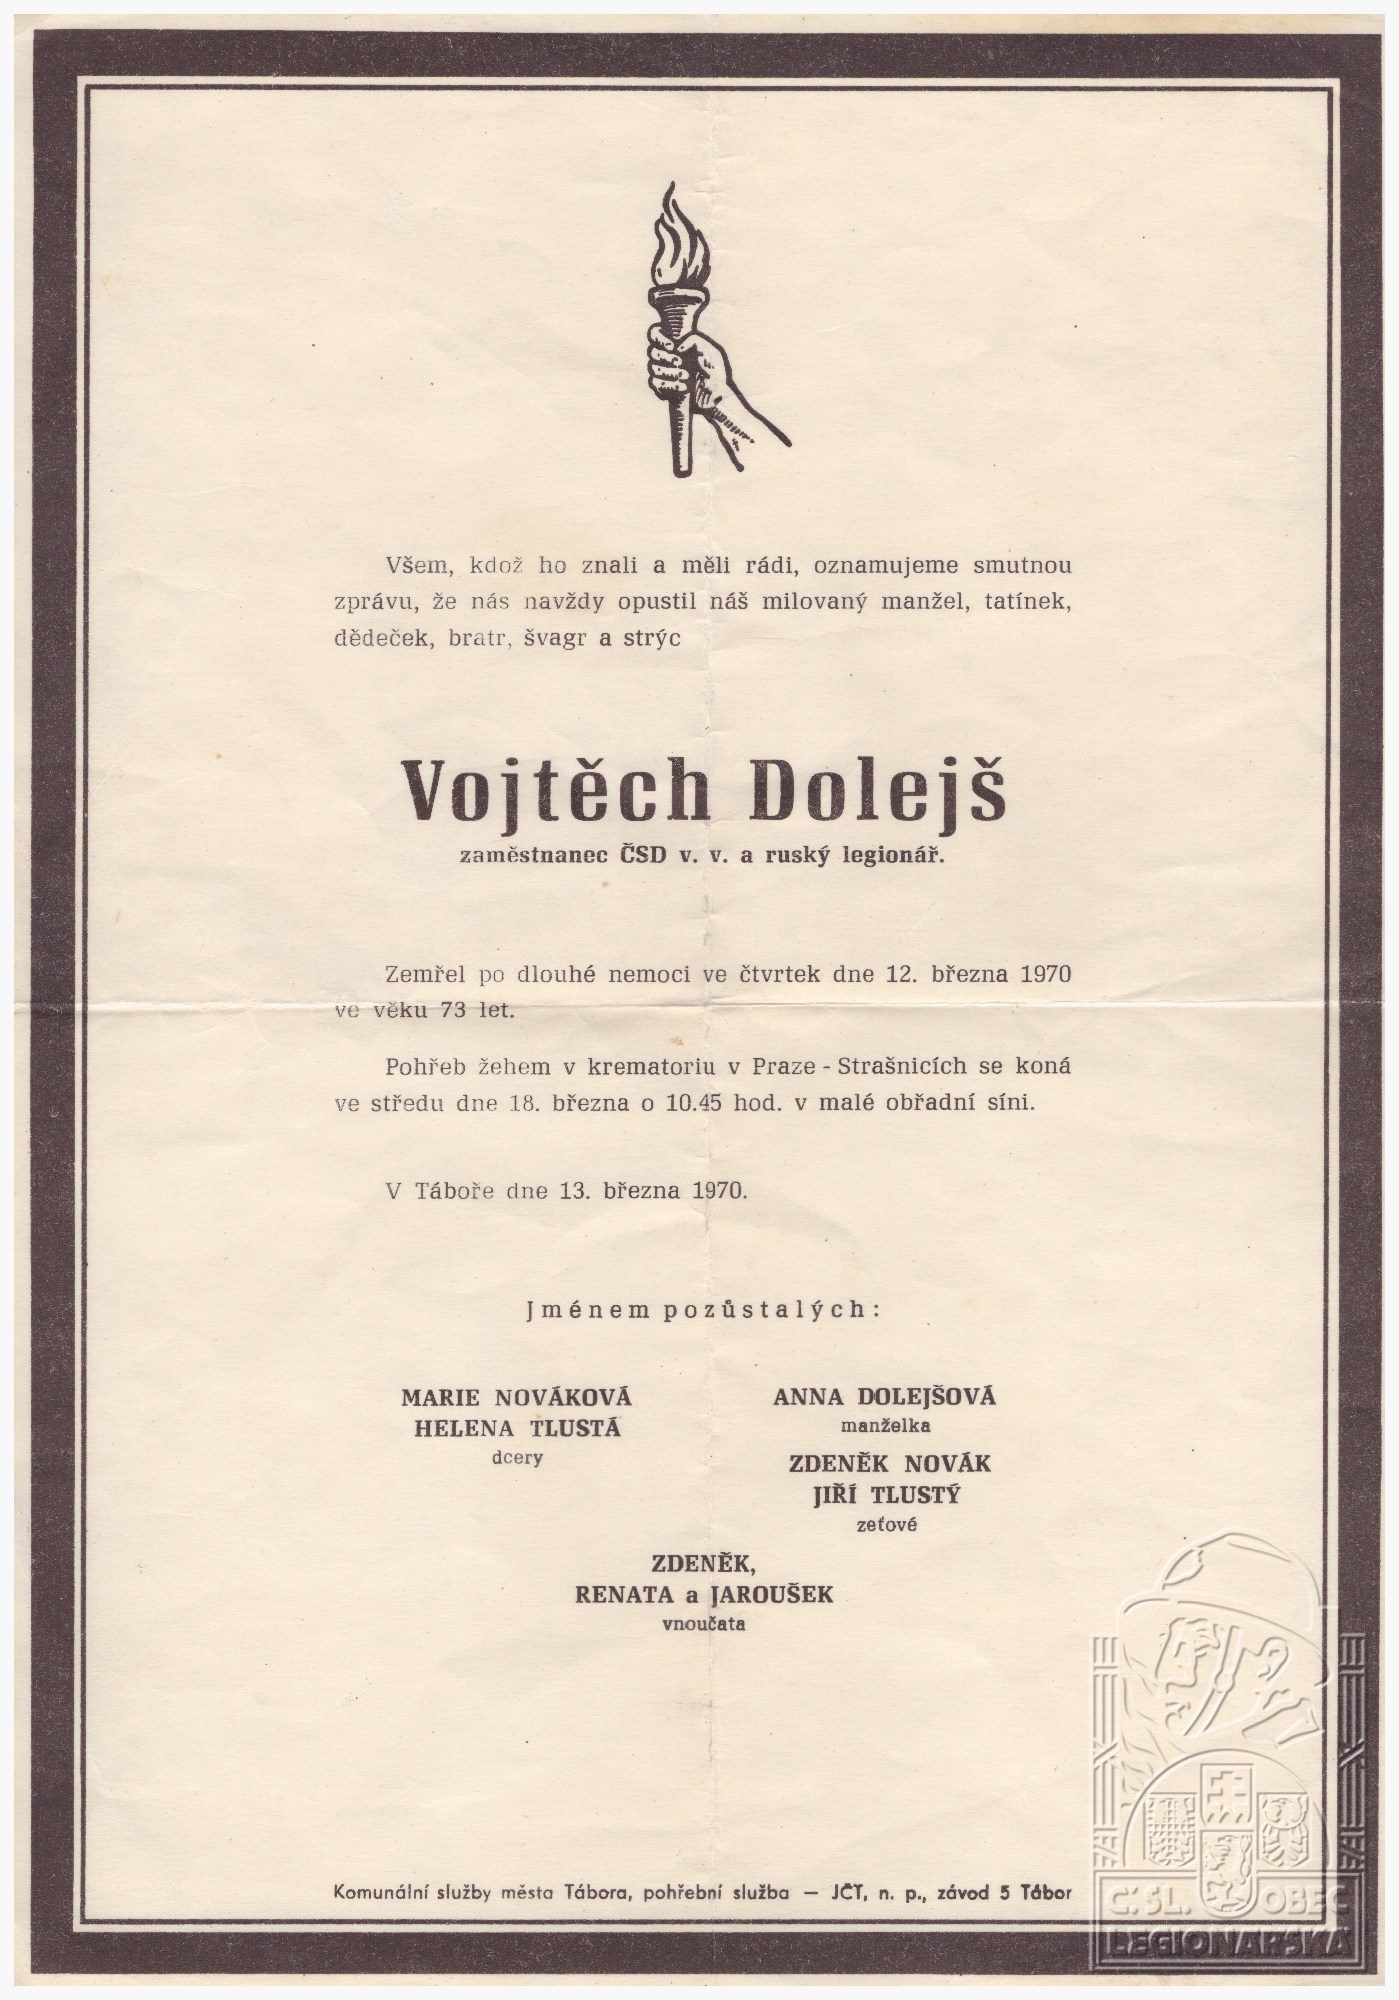 Všem, kdož ho znali a měli rádi, oznamujeme smutnou
zprávu, že nás navždy opustil náš milovaný manžel, tatínek,
dědeček, bratr, švagr a strýc
Vojtěch Dolejš
zaměstnanec ČSD v. v. a ruský legionář.
Zemřel po dlouhé nemoci ve čtvrtek dne 12. března 1970
ve věku 73 let.
Pohřeb žehem v krematoriu v Praze - Strašnicích se koná
ve středu dne 18. března o 10.45 hod. v malé obřadní síni.
V Táboře dne 13. března 1970.
Jménem pozůstalých:
MARIE NOVÁKOVÁ
HELENA TLUSTÁ
dcery
ANNA DOLEJŠOVÁ
manželka
ZDENĚK NOVÁK
JIŘÍ TLUSTÝ
zeťové
ZDENĚK,
RENATA a JAROUŠEK
vnoučata
Komunální služby města Tábora, pohřební služba — JČT, n. p., závod 5 Tábor
Č.SL. OBEC
LEGIONÁŘSKÁ